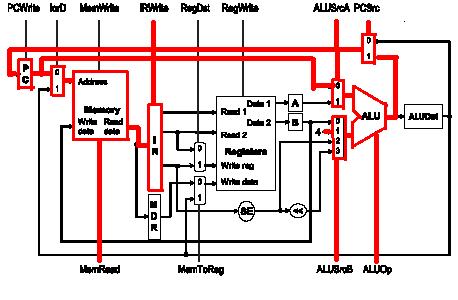 PCWrite IorD MemWrite IRWrite RegDst RegWrite ALUSrcA PCSrc
0
1
P
C
0
1
Address
Memory
Write data
Read data
I
R
Read 1
Read 2
Write reg
Write data
Registers
Data 1
Data 2
0
1
0
1
M
D
R
A
B
SE
<<
4
0
1
0
1
2
3
ALU
ALUOut
MemRead MemToReg ALUSrcB ALUOp